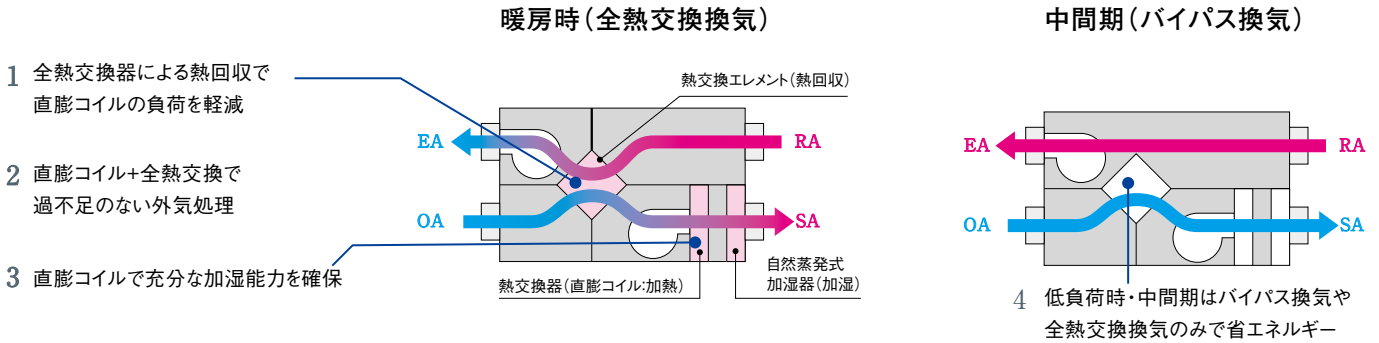 暖房時(全熱交換換気)
中間期(バイパス換気)
1 全熱交換器による熱回収で
直膨コイルの負荷を軽減
2 直膨コイル+全熱交換で
過不足のない外気処理
3 直膨コイルで充分な加湿能力を確保
熱交換エレメント(熱回収)
EA
RA
OA
SA
熱交換器(直膨コイル:加熱)
自然蒸発式
加湿器(加湿)
EA
RA
OA
SA
4 低負荷時・中間期はバイパス換気や
全熱交換換気のみで省エネルギー